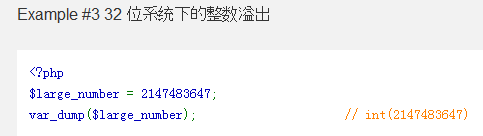 Example #3 32 位系统下的整数溢出
<?php
$large_number = 2147483647;
var_dump($large_number); // int(2147483647)